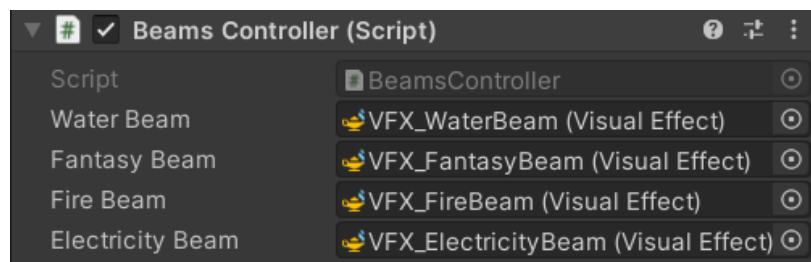 # Beams Controller (Script)
Script # BeamsController
Water Beam VFX_WaterBeam (Visual Effect)
Fantasy Beam VFX_FantasyBeam (Visual Effect)
Fire Beam VFX_FireBeam (Visual Effect)
Electricity Beam VFX_ElectricityBeam (Visual Effect)